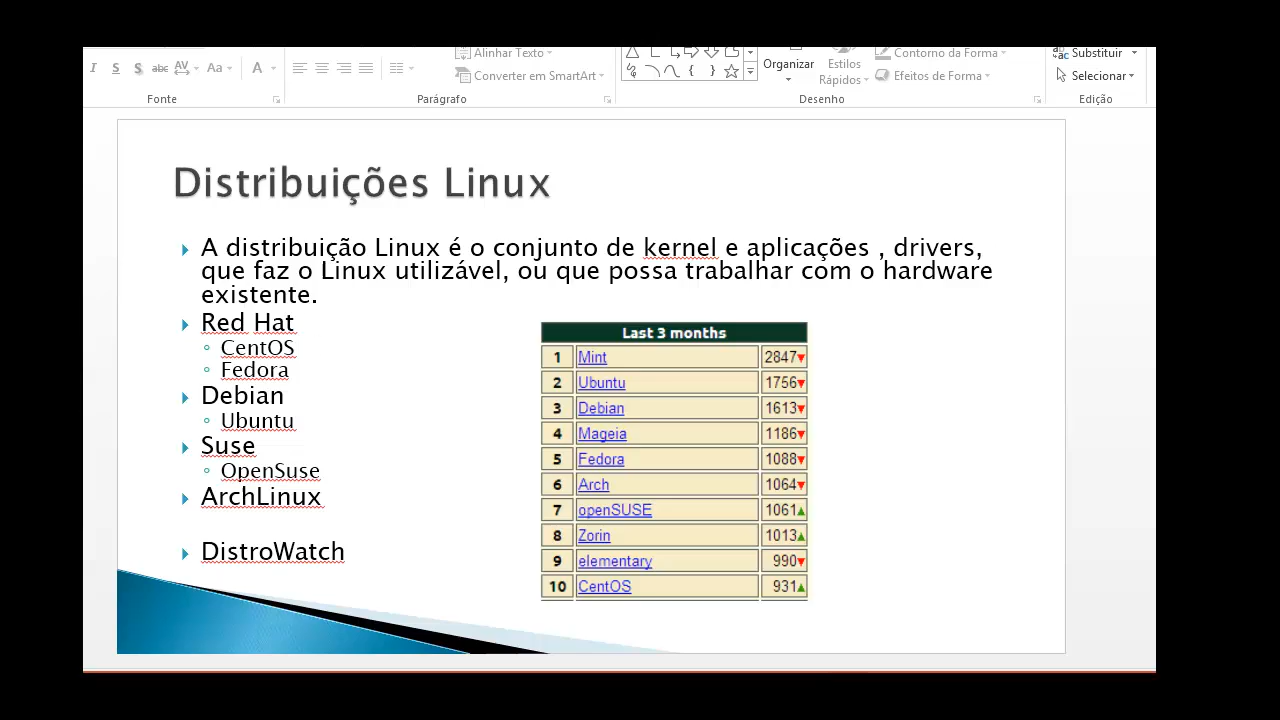 Alinhar Texto
Substituir
I S S abc AV Aa A
Organizar
Estilos
Rápidos
Contorno da Forma
Converter em SmartArt
Efeitos de Forma
Selecionar
Fonte
Parágrafo
Desenho
Edição
Distribuições Linux
A distribuição Linux é o conjunto de kernel e aplicações , drivers,
que faz o Linux utilizável, ou que possa trabalhar com o hardware
existente.
Red Hat
CentOS
Fedora
Debian
Ubuntu
Suse
OpenSuse
ArchLinux
DistroWatch
Last 3 months
1 Mint 2847
2 Ubuntu 1756
3 Debian 1613
4 Mageia 1186
5 Fedora 1088
6 Arch 1064
7 openSUSE 1061
8 Zorin 1013
9 elementary 990
10 CentOS 931